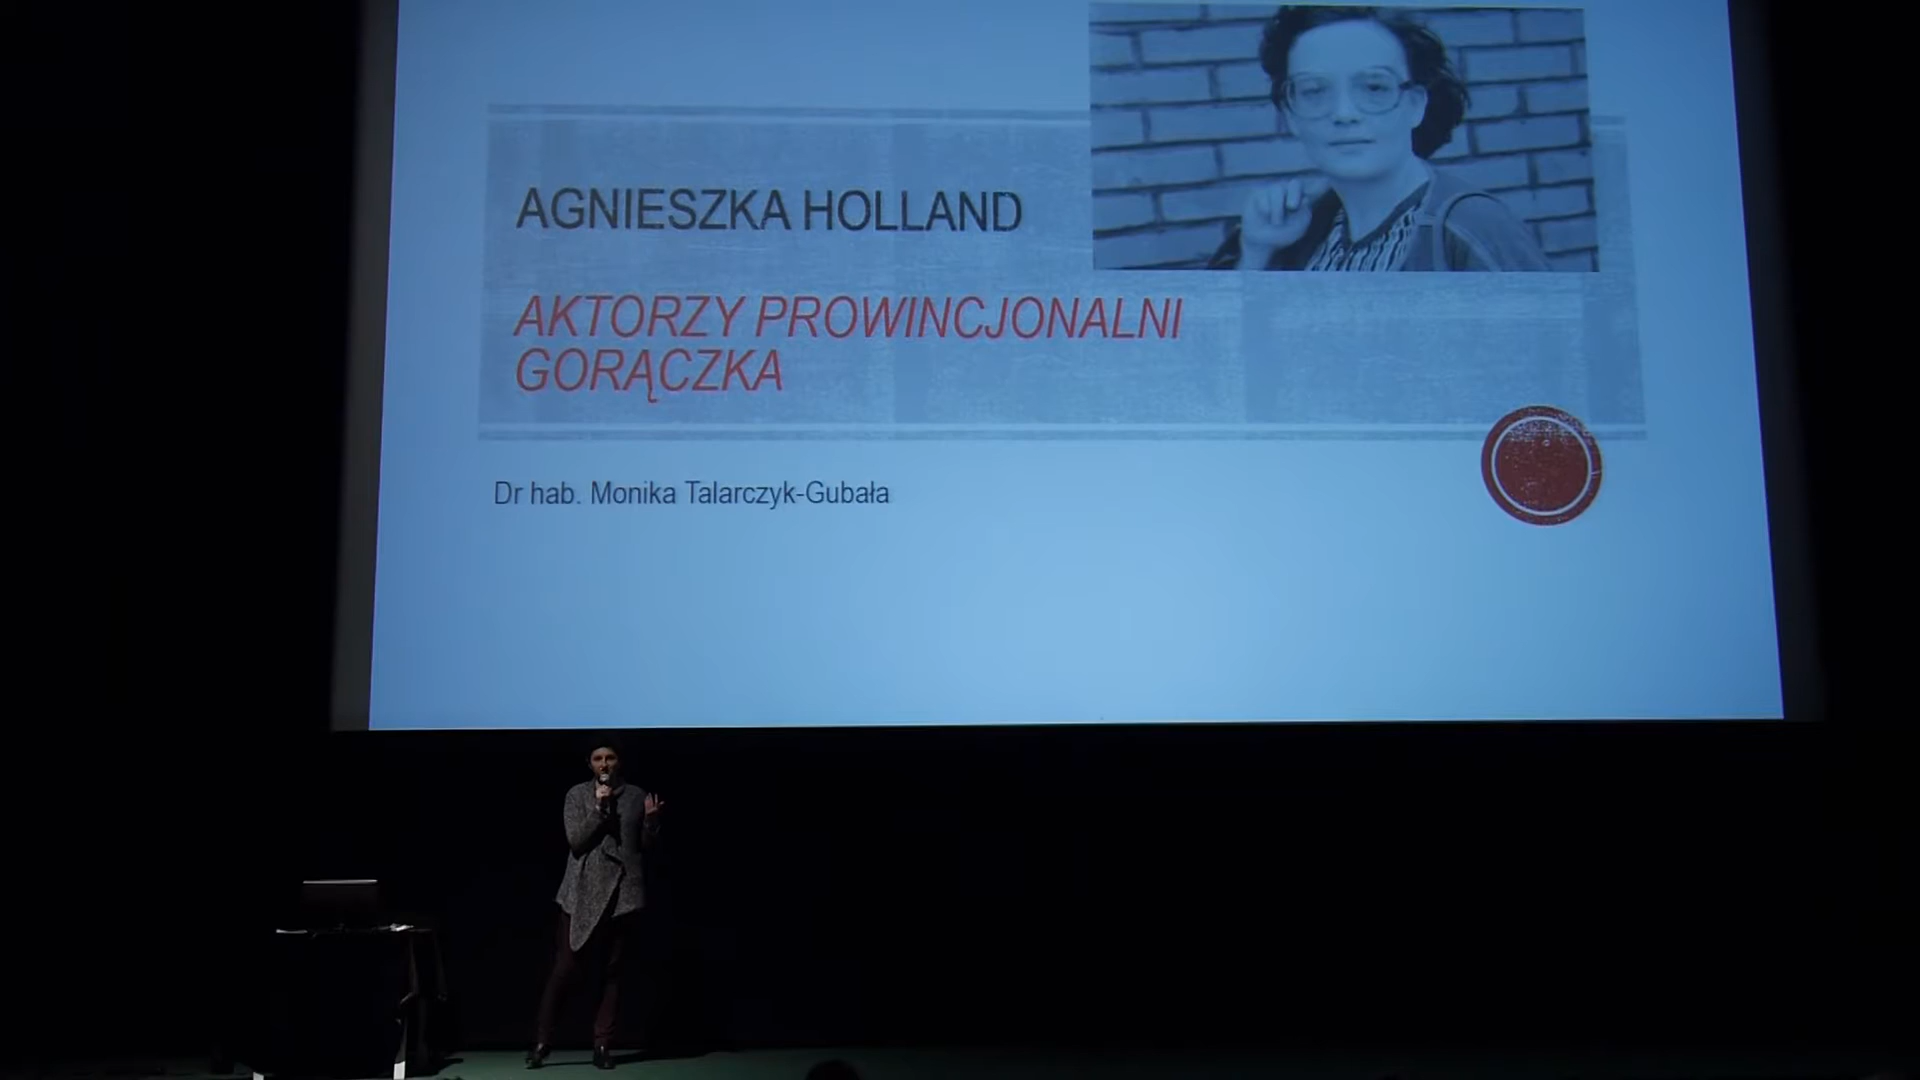 AGNIESZKA HOLLAND
AKTORZY PROWINCJONALNI
GORĄCZKA
Dr hab. Monika Talarczyk-Gubała